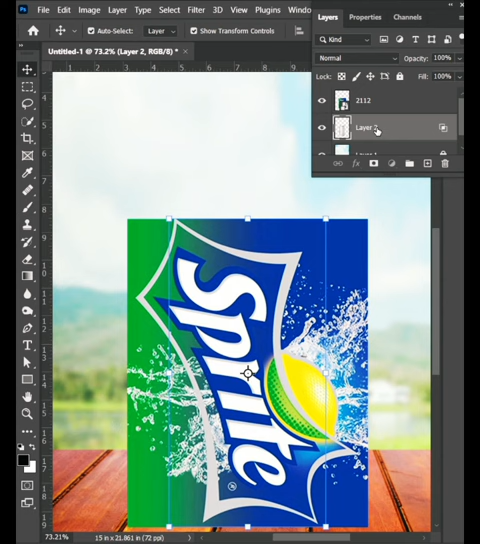 File Edit Image Layer Type Select Filter 3D View Plugins Window
Auto-Select: Layer Show Transform Controls
Untitled-1 @ 73.2% (Layer 2, RGB/8) *
Layers Properties Channels
Kind
Normal Opacity: 100%
Lock: Fill: 100%
2112
Layer 2
Layer 1
Sprite
73.21% 15 in x 21.861 in (72 ppi)